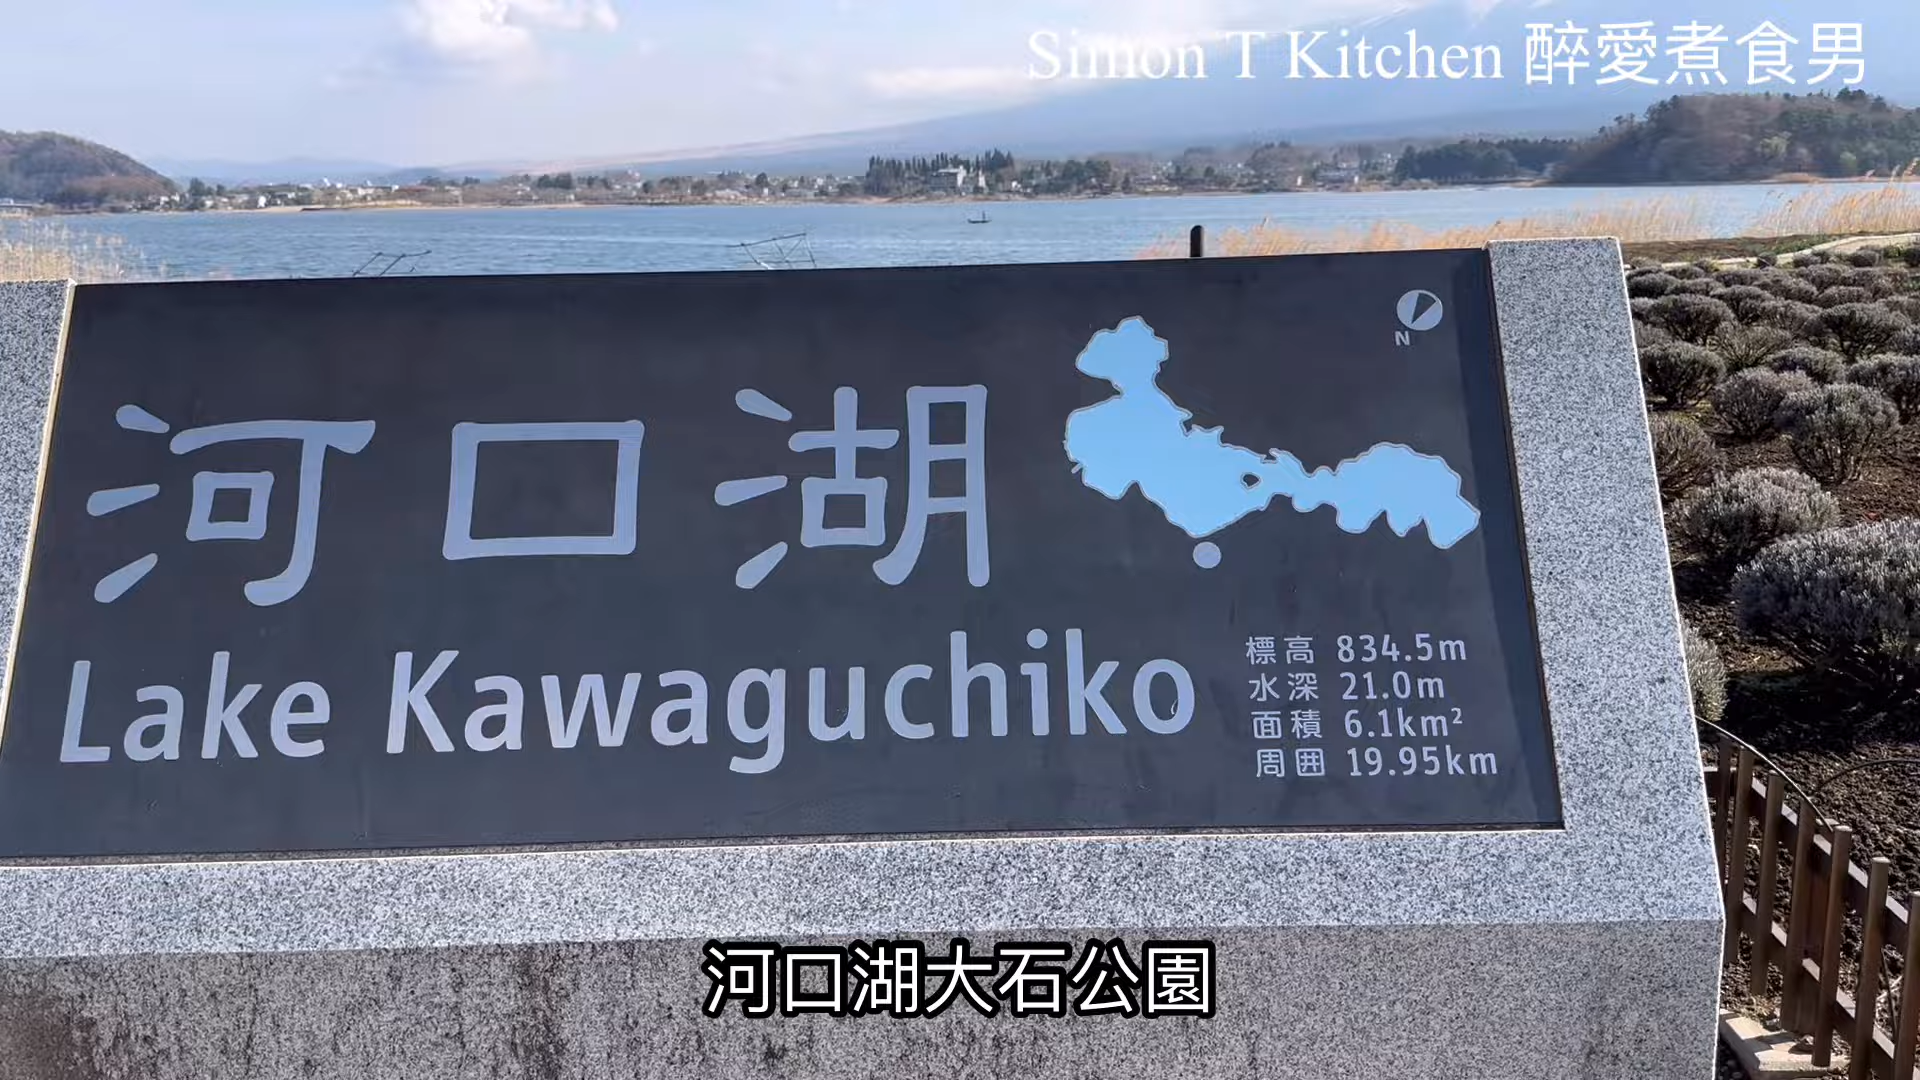 Simon T Kitchen 醉愛煮食男
N
河口湖
Lake Kawaguchiko
標高 834.5m
水深 21.0m
面積 6.1km²
周囲 19.95km
河口湖大石公園